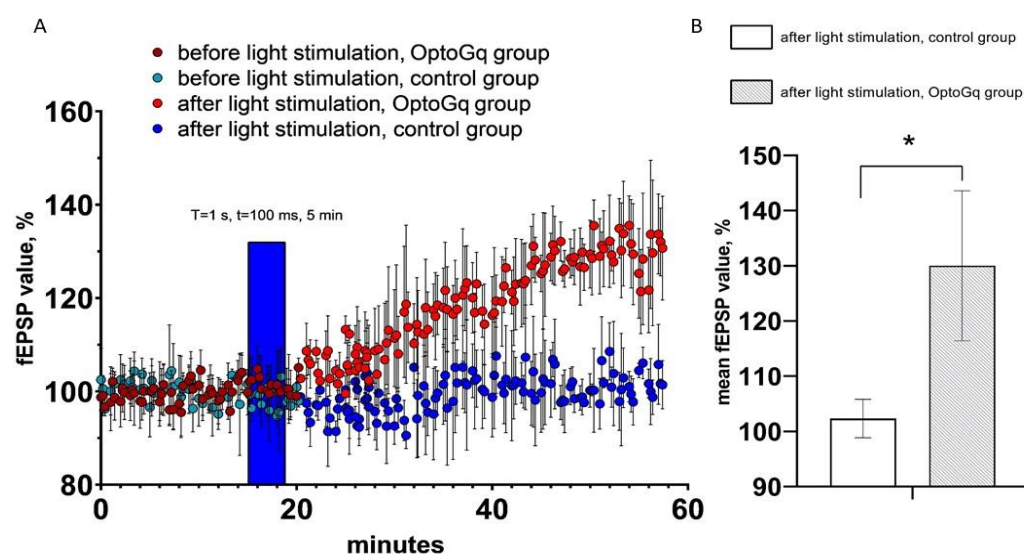 A
before light stimulation, OptoGq group
before light stimulation, control group
after light stimulation, OptoGq group
after light stimulation, control group
T=1 s, t=100 ms, 5 min
fEPSP value, %
160
140
120
100
80
0 20 40 60
minutes
B
after light stimulation, control group
after light stimulation, OptoGq group
*
mean fEPSP value, %
150
140
130
120
110
100
90